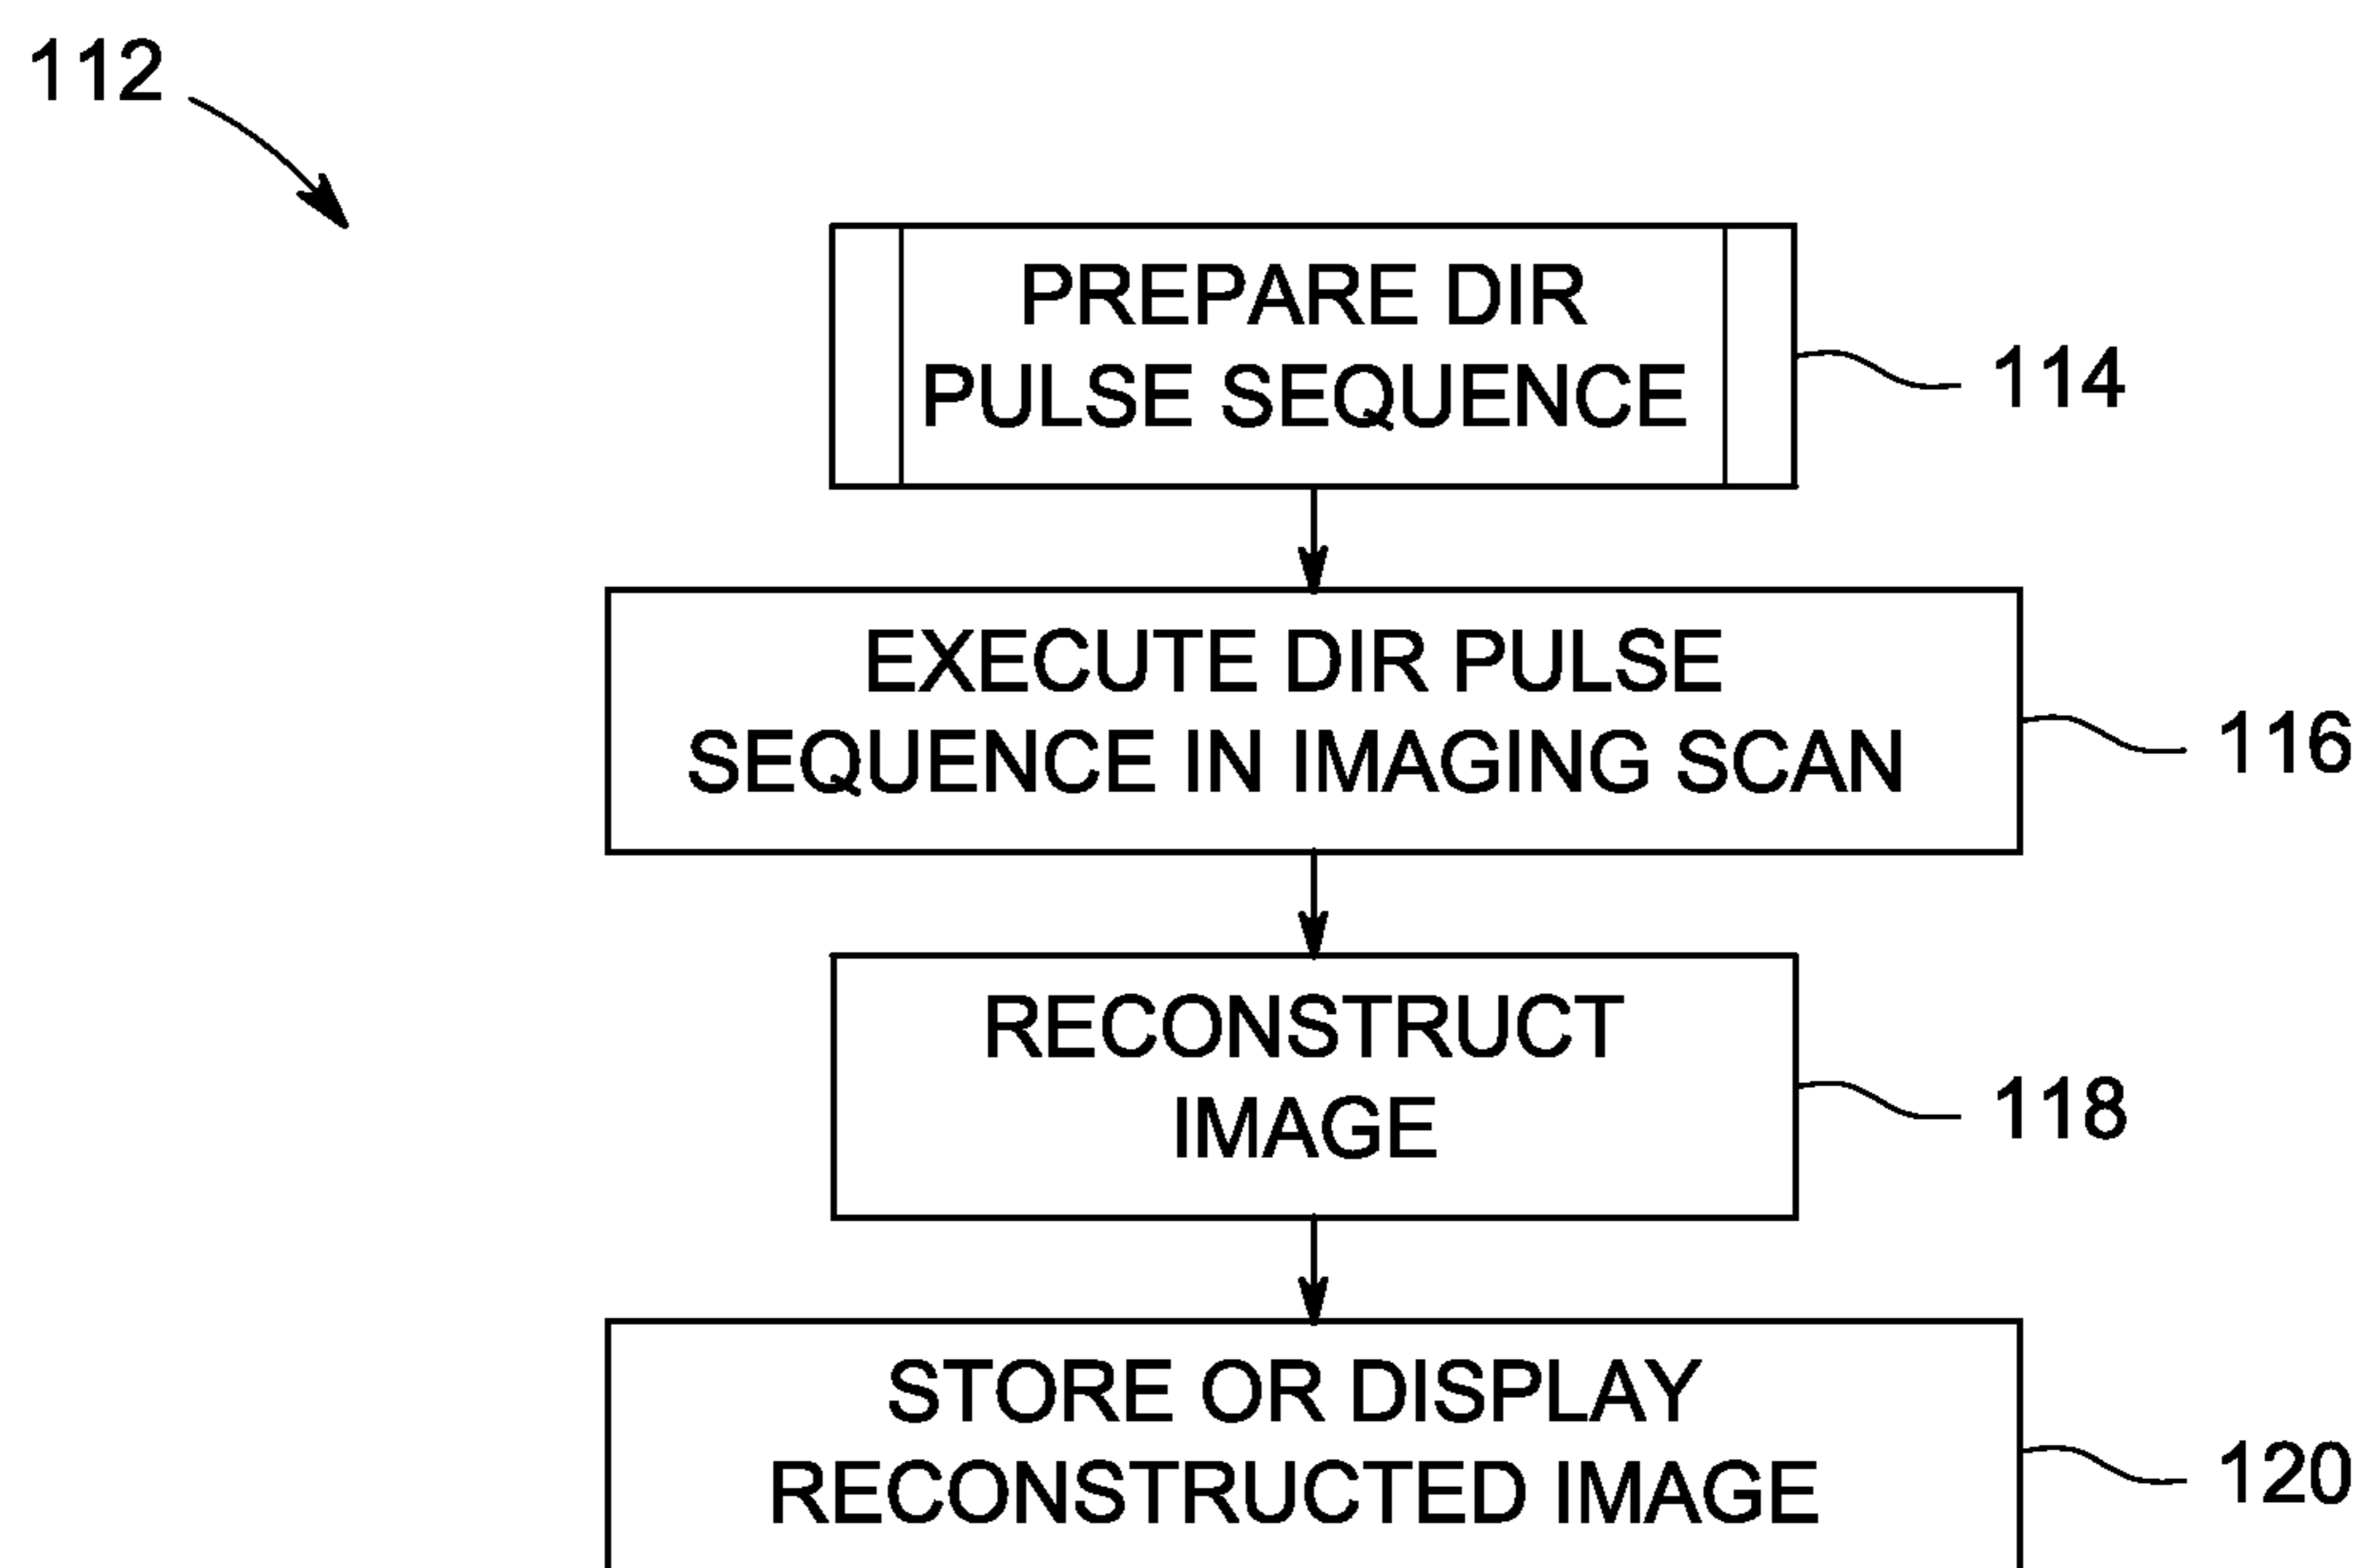 112
PREPARE DIR
PULSE SEQUENCE
114
EXECUTE DIR PULSE
SEQUENCE IN IMAGING SCAN
116
RECONSTRUCT
IMAGE
118
STORE OR DISPLAY
RECONSTRUCTED IMAGE
120